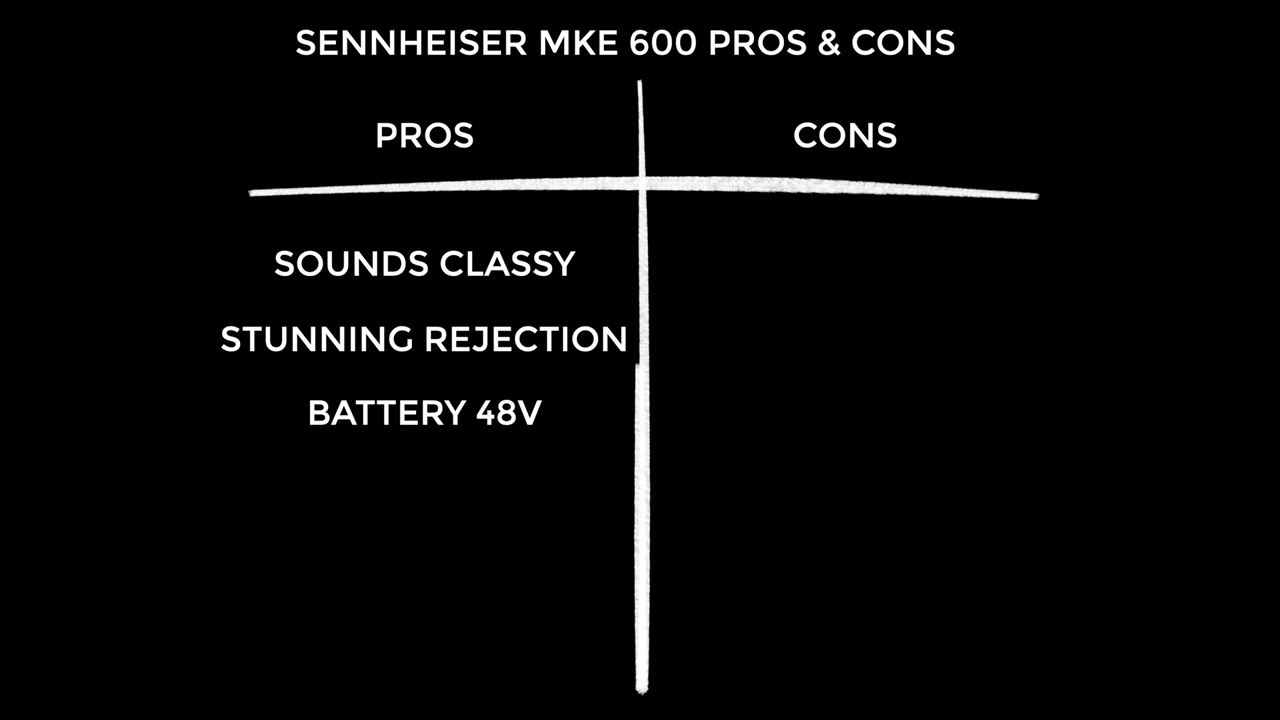 SENNHEISER MKE 600 PROS & CONS
PROS
CONS
SOUNDS CLASSY
STUNNING REJECTION
BATTERY 48V